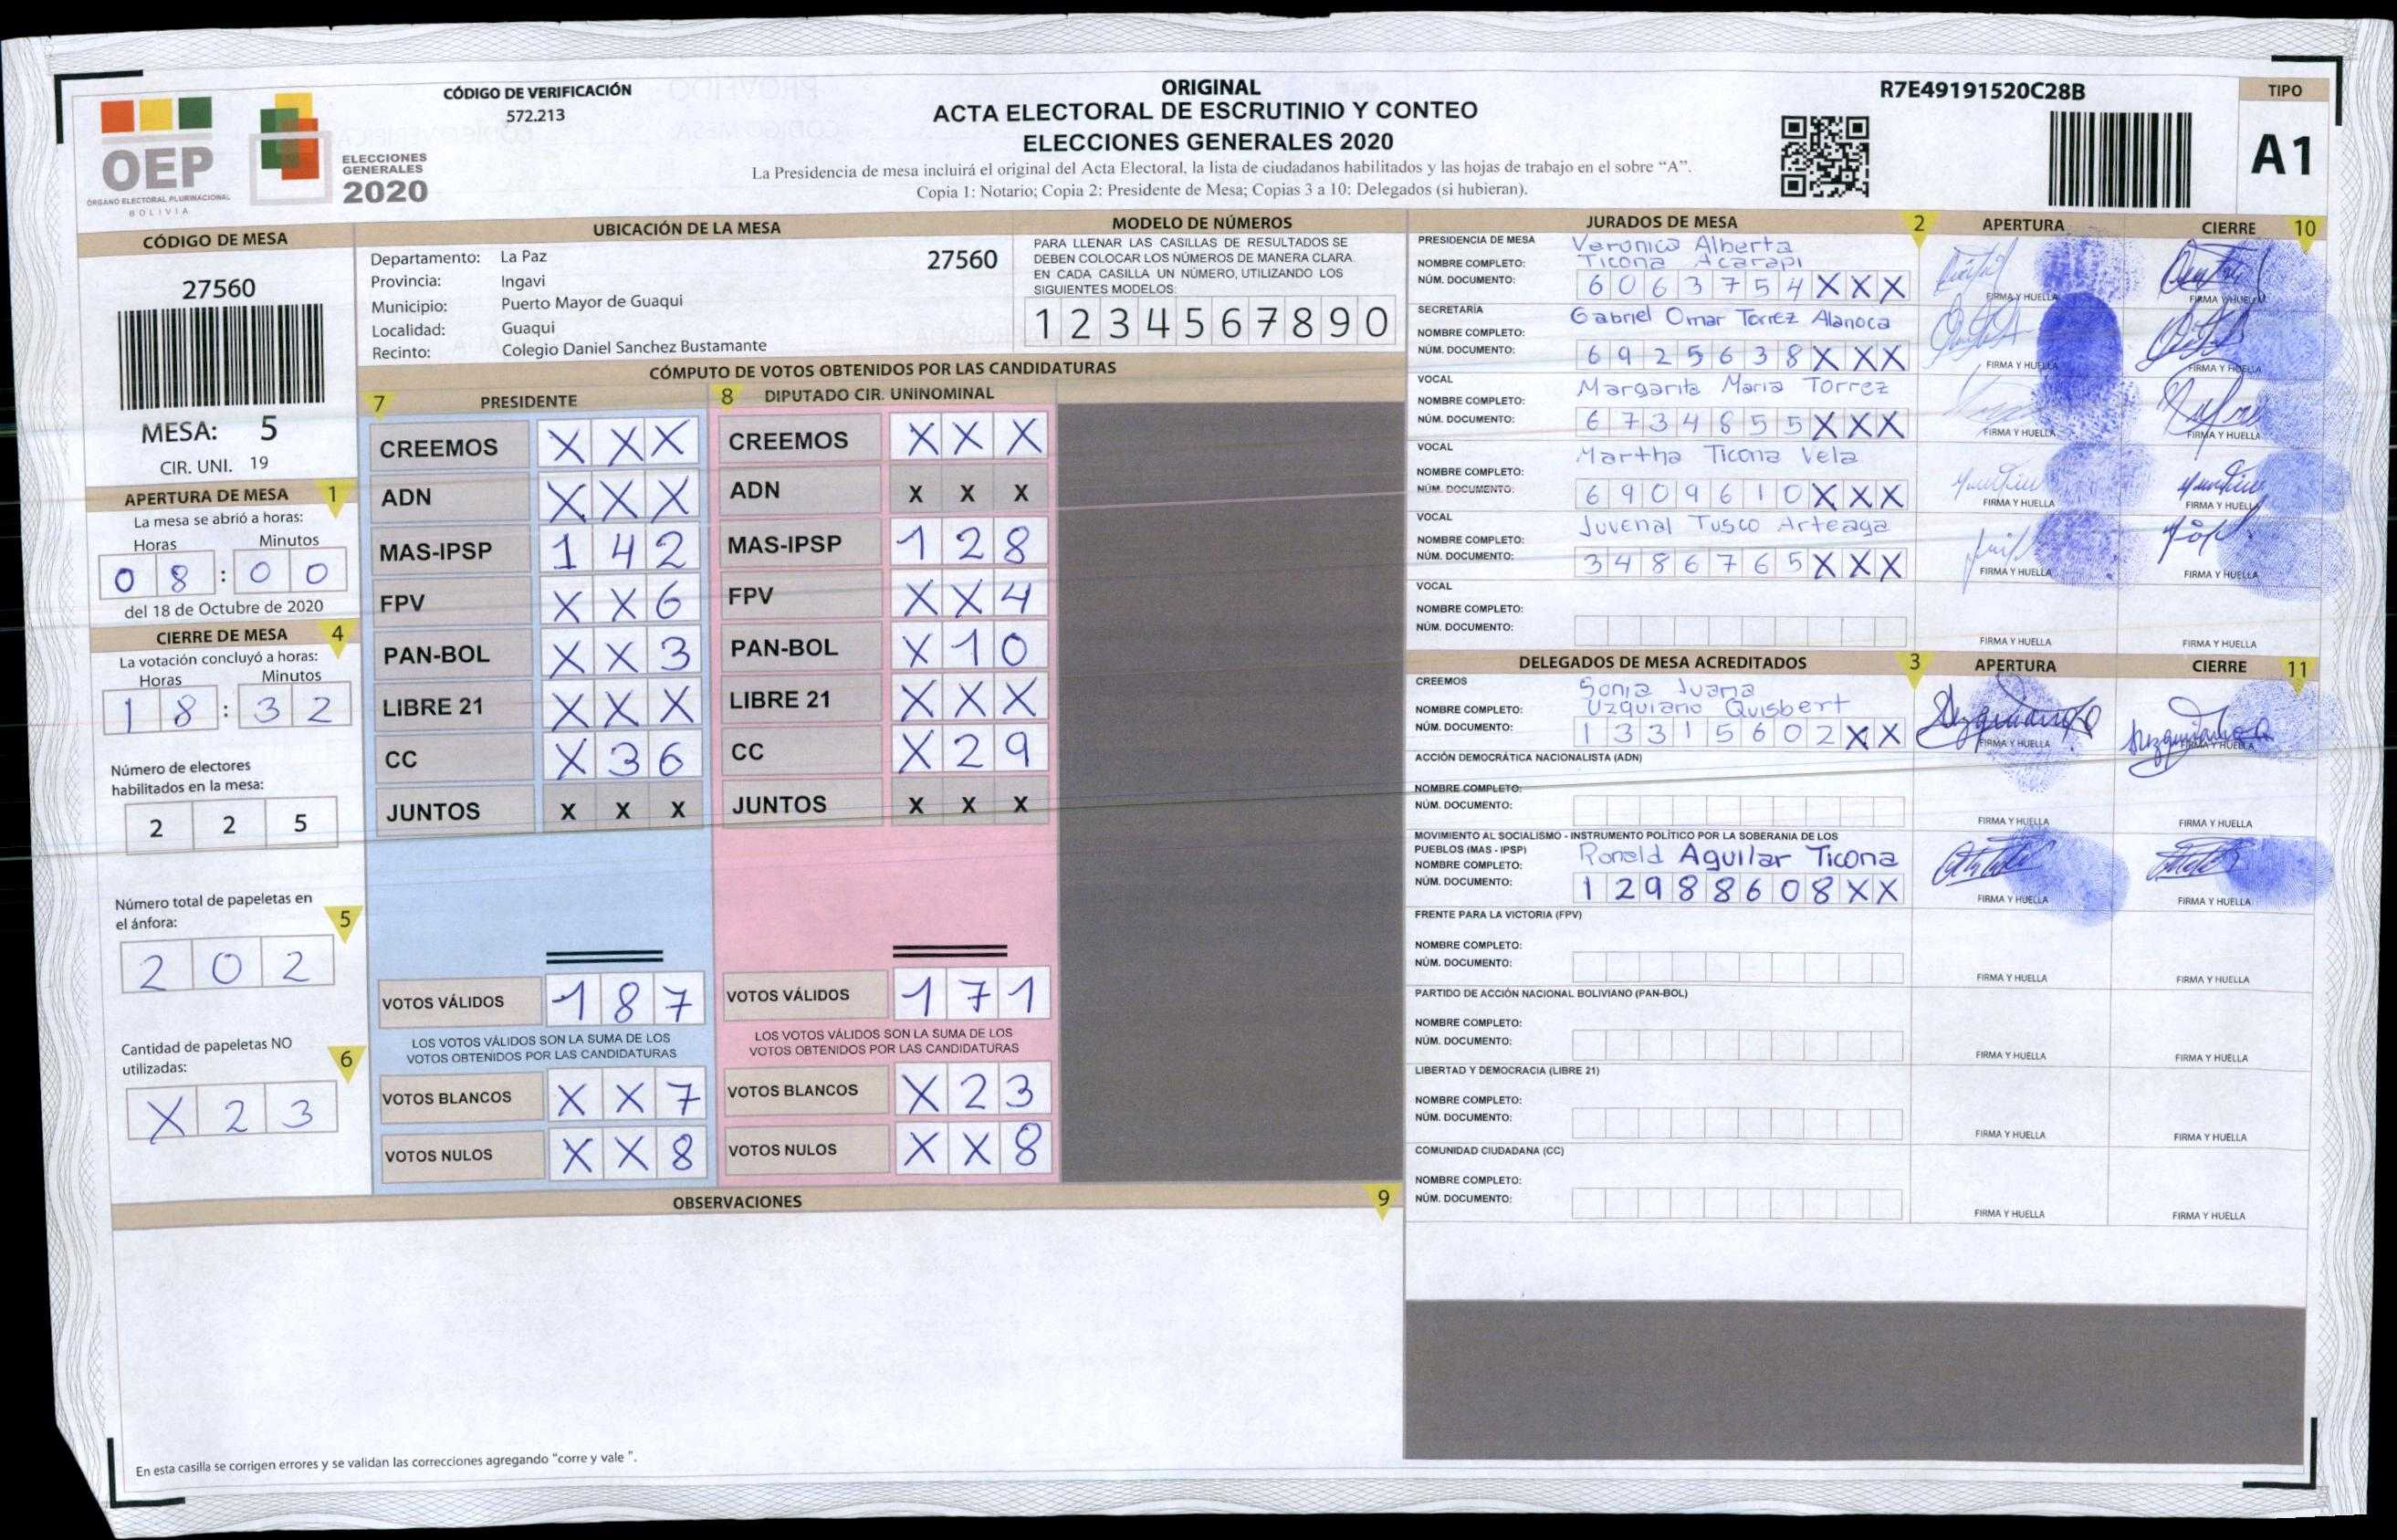 CÓDIGO DE VERIFICACIÓN
572.213
OEP
ÓRGANO ELECTORAL PLURINACIONAL
BOLIVIA
ELECCIONES
GENERALES
2020
ORIGINAL
ACTA ELECTORAL DE ESCRUTINIO Y CONTEO
ELECCIONES GENERALES 2020
La Presidencia de mesa incluirá el original del Acta Electoral, la lista de ciudadanos habilitados y las hojas de trabajo en el sobre “A”.
Copia 1: Notario; Copia 2: Presidente de Mesa; Copias 3 a 10: Delegados (si hubieran).
R7E49191520C28B
TIPO
A1
CÓDIGO DE MESA
27560
MESA: 5
CIR. UNI. 19
APERTURA DE MESA 1
La mesa se abrió a horas:
Horas Minutos
0 8 : 0 0
del 18 de Octubre de 2020
CIERRE DE MESA 4
La votación concluyó a horas:
Horas Minutos
1 8 : 3 2
Número de electores
habilitados en la mesa:
2 2 5
Número total de papeletas en
el ánfora: 5
2 0 2
Cantidad de papeletas NO
utilizadas: 6
X 2 3
UBICACIÓN DE LA MESA
Departamento: La Paz 27560
Provincia: Ingavi
Municipio: Puerto Mayor de Guaqui
Localidad: Guaqui
Recinto: Colegio Daniel Sanchez Bustamante
MODELO DE NÚMEROS
PARA LLENAR LAS CASILLAS DE RESULTADOS SE
DEBEN COLOCAR LOS NÚMEROS DE MANERA CLARA.
EN CADA CASILLA UN NÚMERO, UTILIZANDO LOS
SIGUIENTES MODELOS:
1 2 3 4 5 6 7 8 9 0
CÓMPUTO DE VOTOS OBTENIDOS POR LAS CANDIDATURAS
7 PRESIDENTE
CREEMOS X X X
ADN X X X
MAS-IPSP 1 4 2
FPV X X 6
PAN-BOL X X 3
LIBRE 21 X X X
CC X 3 6
JUNTOS X X X
VOTOS VÁLIDOS 1 8 7
LOS VOTOS VÁLIDOS SON LA SUMA DE LOS
VOTOS OBTENIDOS POR LAS CANDIDATURAS
VOTOS BLANCOS X X 7
VOTOS NULOS X X 8
8 DIPUTADO CIR. UNINOMINAL
CREEMOS X X X
ADN X X X
MAS-IPSP 1 2 8
FPV X X 4
PAN-BOL X 1 0
LIBRE 21 X X X
CC X 2 9
JUNTOS X X X
VOTOS VÁLIDOS 1 7 1
LOS VOTOS VÁLIDOS SON LA SUMA DE LOS
VOTOS OBTENIDOS POR LAS CANDIDATURAS
VOTOS BLANCOS X 2 3
VOTOS NULOS X X 8
OBSERVACIONES 9
En esta casilla se corrigen errores y se validan las correcciones agregando “corre y vale ”.
JURADOS DE MESA 2 APERTURA CIERRE 10
PRESIDENCIA DE MESA Veronica Alberta
NOMBRE COMPLETO: Ticona Acarapi
NÚM. DOCUMENTO: 6 0 6 3 7 5 4 X X X
FIRMA Y HUELLA FIRMA Y HUELLA
SECRETARÍA
NOMBRE COMPLETO: Gabriel Omar Torrez Alanoca
NÚM. DOCUMENTO: 6 9 2 5 6 3 8 X X X
FIRMA Y HUELLA FIRMA Y HUELLA
VOCAL
NOMBRE COMPLETO: Margarita Maria Torrez
NÚM. DOCUMENTO: 6 7 3 4 8 5 5 X X X
FIRMA Y HUELLA FIRMA Y HUELLA
VOCAL
NOMBRE COMPLETO: Martha Ticona Vela
NÚM. DOCUMENTO: 6 9 0 9 6 1 0 X X X
FIRMA Y HUELLA FIRMA Y HUELLA
VOCAL
NOMBRE COMPLETO: Juvenal Tusco Arteaga
NÚM. DOCUMENTO: 3 4 8 6 7 6 5 X X X
FIRMA Y HUELLA FIRMA Y HUELLA
VOCAL
NOMBRE COMPLETO:
NÚM. DOCUMENTO:
FIRMA Y HUELLA FIRMA Y HUELLA
DELEGADOS DE MESA ACREDITADOS 3 APERTURA CIERRE 11
CREEMOS Sonia Juana
NOMBRE COMPLETO: Uzquiano Quisbert
NÚM. DOCUMENTO: 1 3 3 1 5 6 0 2 X X
FIRMA Y HUELLA FIRMA Y HUELLA
ACCIÓN DEMOCRÁTICA NACIONALISTA (ADN)
NOMBRE COMPLETO:
NÚM. DOCUMENTO:
FIRMA Y HUELLA FIRMA Y HUELLA
MOVIMIENTO AL SOCIALISMO - INSTRUMENTO POLÍTICO POR LA SOBERANIA DE LOS
PUEBLOS (MAS - IPSP)
NOMBRE COMPLETO: Ronald Aguilar Ticona
NÚM. DOCUMENTO: 1 2 9 8 8 6 0 8 X X
FIRMA Y HUELLA FIRMA Y HUELLA
FRENTE PARA LA VICTORIA (FPV)
NOMBRE COMPLETO:
NÚM. DOCUMENTO:
FIRMA Y HUELLA FIRMA Y HUELLA
PARTIDO DE ACCIÓN NACIONAL BOLIVIANO (PAN-BOL)
NOMBRE COMPLETO:
NÚM. DOCUMENTO:
FIRMA Y HUELLA FIRMA Y HUELLA
LIBERTAD Y DEMOCRACIA (LIBRE 21)
NOMBRE COMPLETO:
NÚM. DOCUMENTO:
FIRMA Y HUELLA FIRMA Y HUELLA
COMUNIDAD CIUDADANA (CC)
NOMBRE COMPLETO:
NÚM. DOCUMENTO:
FIRMA Y HUELLA FIRMA Y HUELLA